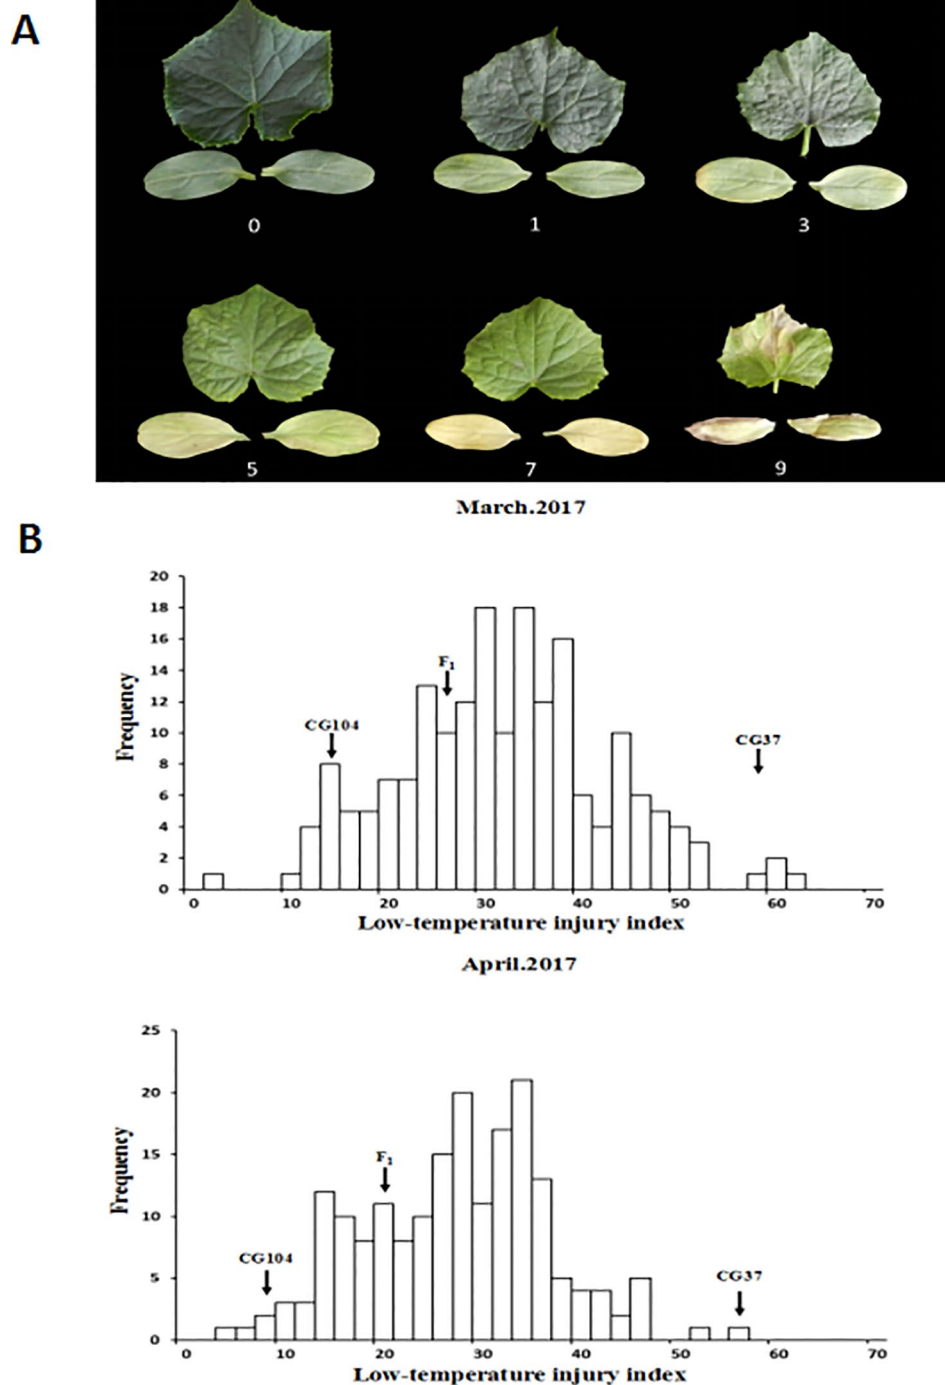 A
0 1 3
5 7 9
March.2017
B
20
18
16
14
12
10
8
6
4
2
0
Frequency
CG104
F1
CG37
0 10 20 30 40 50 60 70
Low-temperature injury index
April.2017
25
20
15
10
5
0
Frequency
CG104
F1
CG37
0 10 20 30 40 50 60 70
Low-temperature injury index